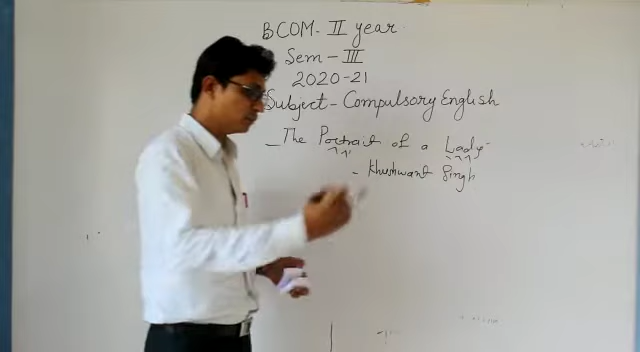 BCOM- II year
Sem - III
2020-21
Subject - Compulsory English
- The Portrait of a Lady-
- Khushwant Singh